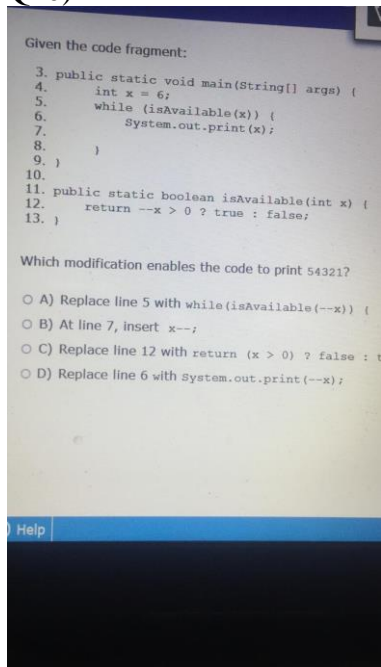 Given the code fragment:
3. public static void main(String[] args) {
4. int x = 6;
5. while (isAvailable(x)) {
6. System.out.print(x);
7.
8. }
9. }
10.
11. public static boolean isAvailable(int x) {
12. return --x > 0 ? true : false;
13. }
Which modification enables the code to print 54321?
A) Replace line 5 with while(isAvailable(--x)) {
B) At line 7, insert x--;
C) Replace line 12 with return (x > 0) ? false : t
D) Replace line 6 with System.out.print(--x);
Help